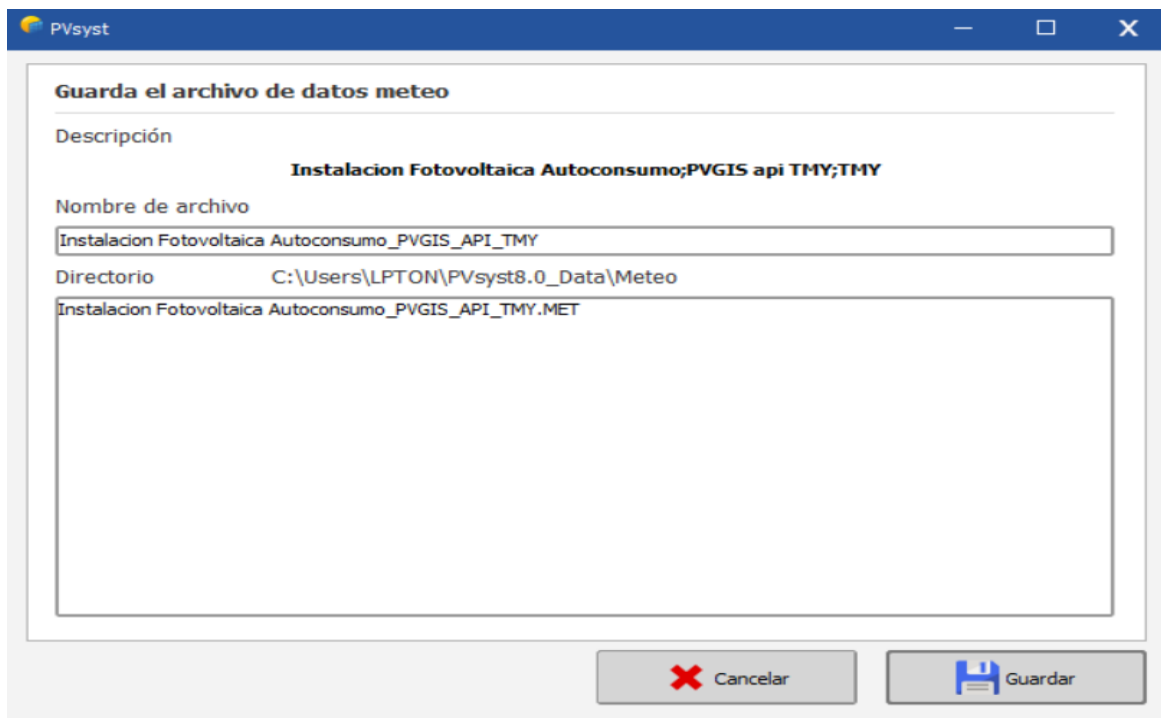 PVsyst
Guarda el archivo de datos meteo
Descripción
Instalacion Fotovoltaica Autoconsumo;PVGIS api TMY;TMY
Nombre de archivo
Instalacion Fotovoltaica Autoconsumo_PVGIS_API_TMY
Directorio C:\Users\LPTON\PVsyst8.0_Data\Meteo
Instalacion Fotovoltaica Autoconsumo_PVGIS_API_TMY.MET
Cancelar Guardar